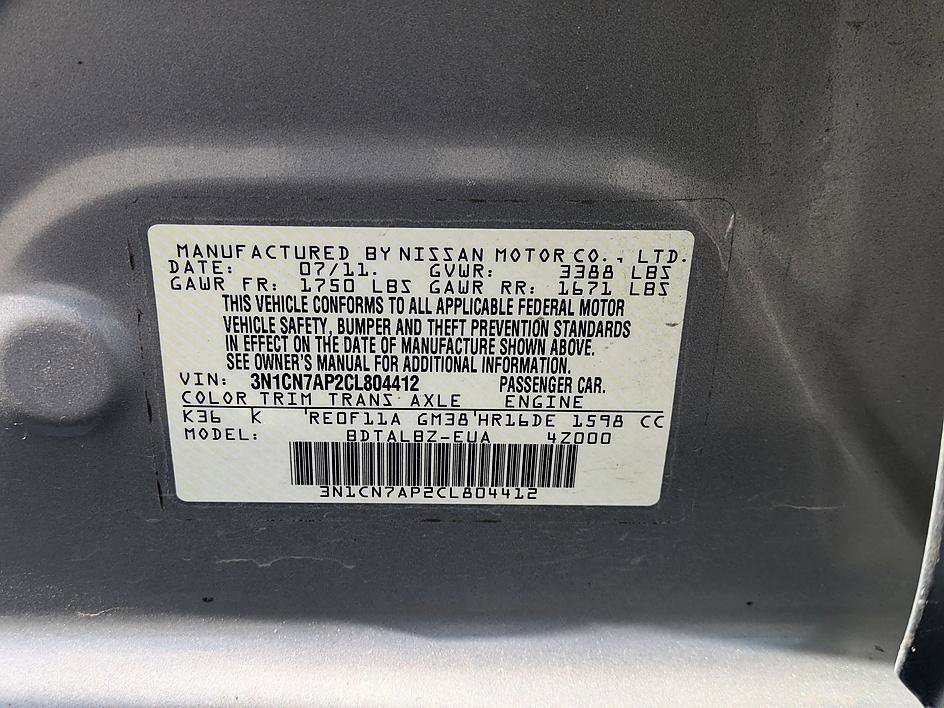 MANUFACTURED BY NISSAN MOTOR CO., LTD.
DATE: 07/11. GVWR: 3388 LBS
GAWR FR: 1750 LBS GAWR RR: 1671 LBS
THIS VEHICLE CONFORMS TO ALL APPLICABLE FEDERAL MOTOR
VEHICLE SAFETY, BUMPER AND THEFT PREVENTION STANDARDS
IN EFFECT ON THE DATE OF MANUFACTURE SHOWN ABOVE.
SEE OWNER'S MANUAL FOR ADDITIONAL INFORMATION.
VIN: 3N1CN7AP2CL804412 PASSENGER CAR.
COLOR TRIM TRANS AXLE ENGINE
K36 K RE0F11A GM38 HR16DE 1598 CC
MODEL: BDTALBZ-EUA 4Z000
3N1CN7AP2CL804412